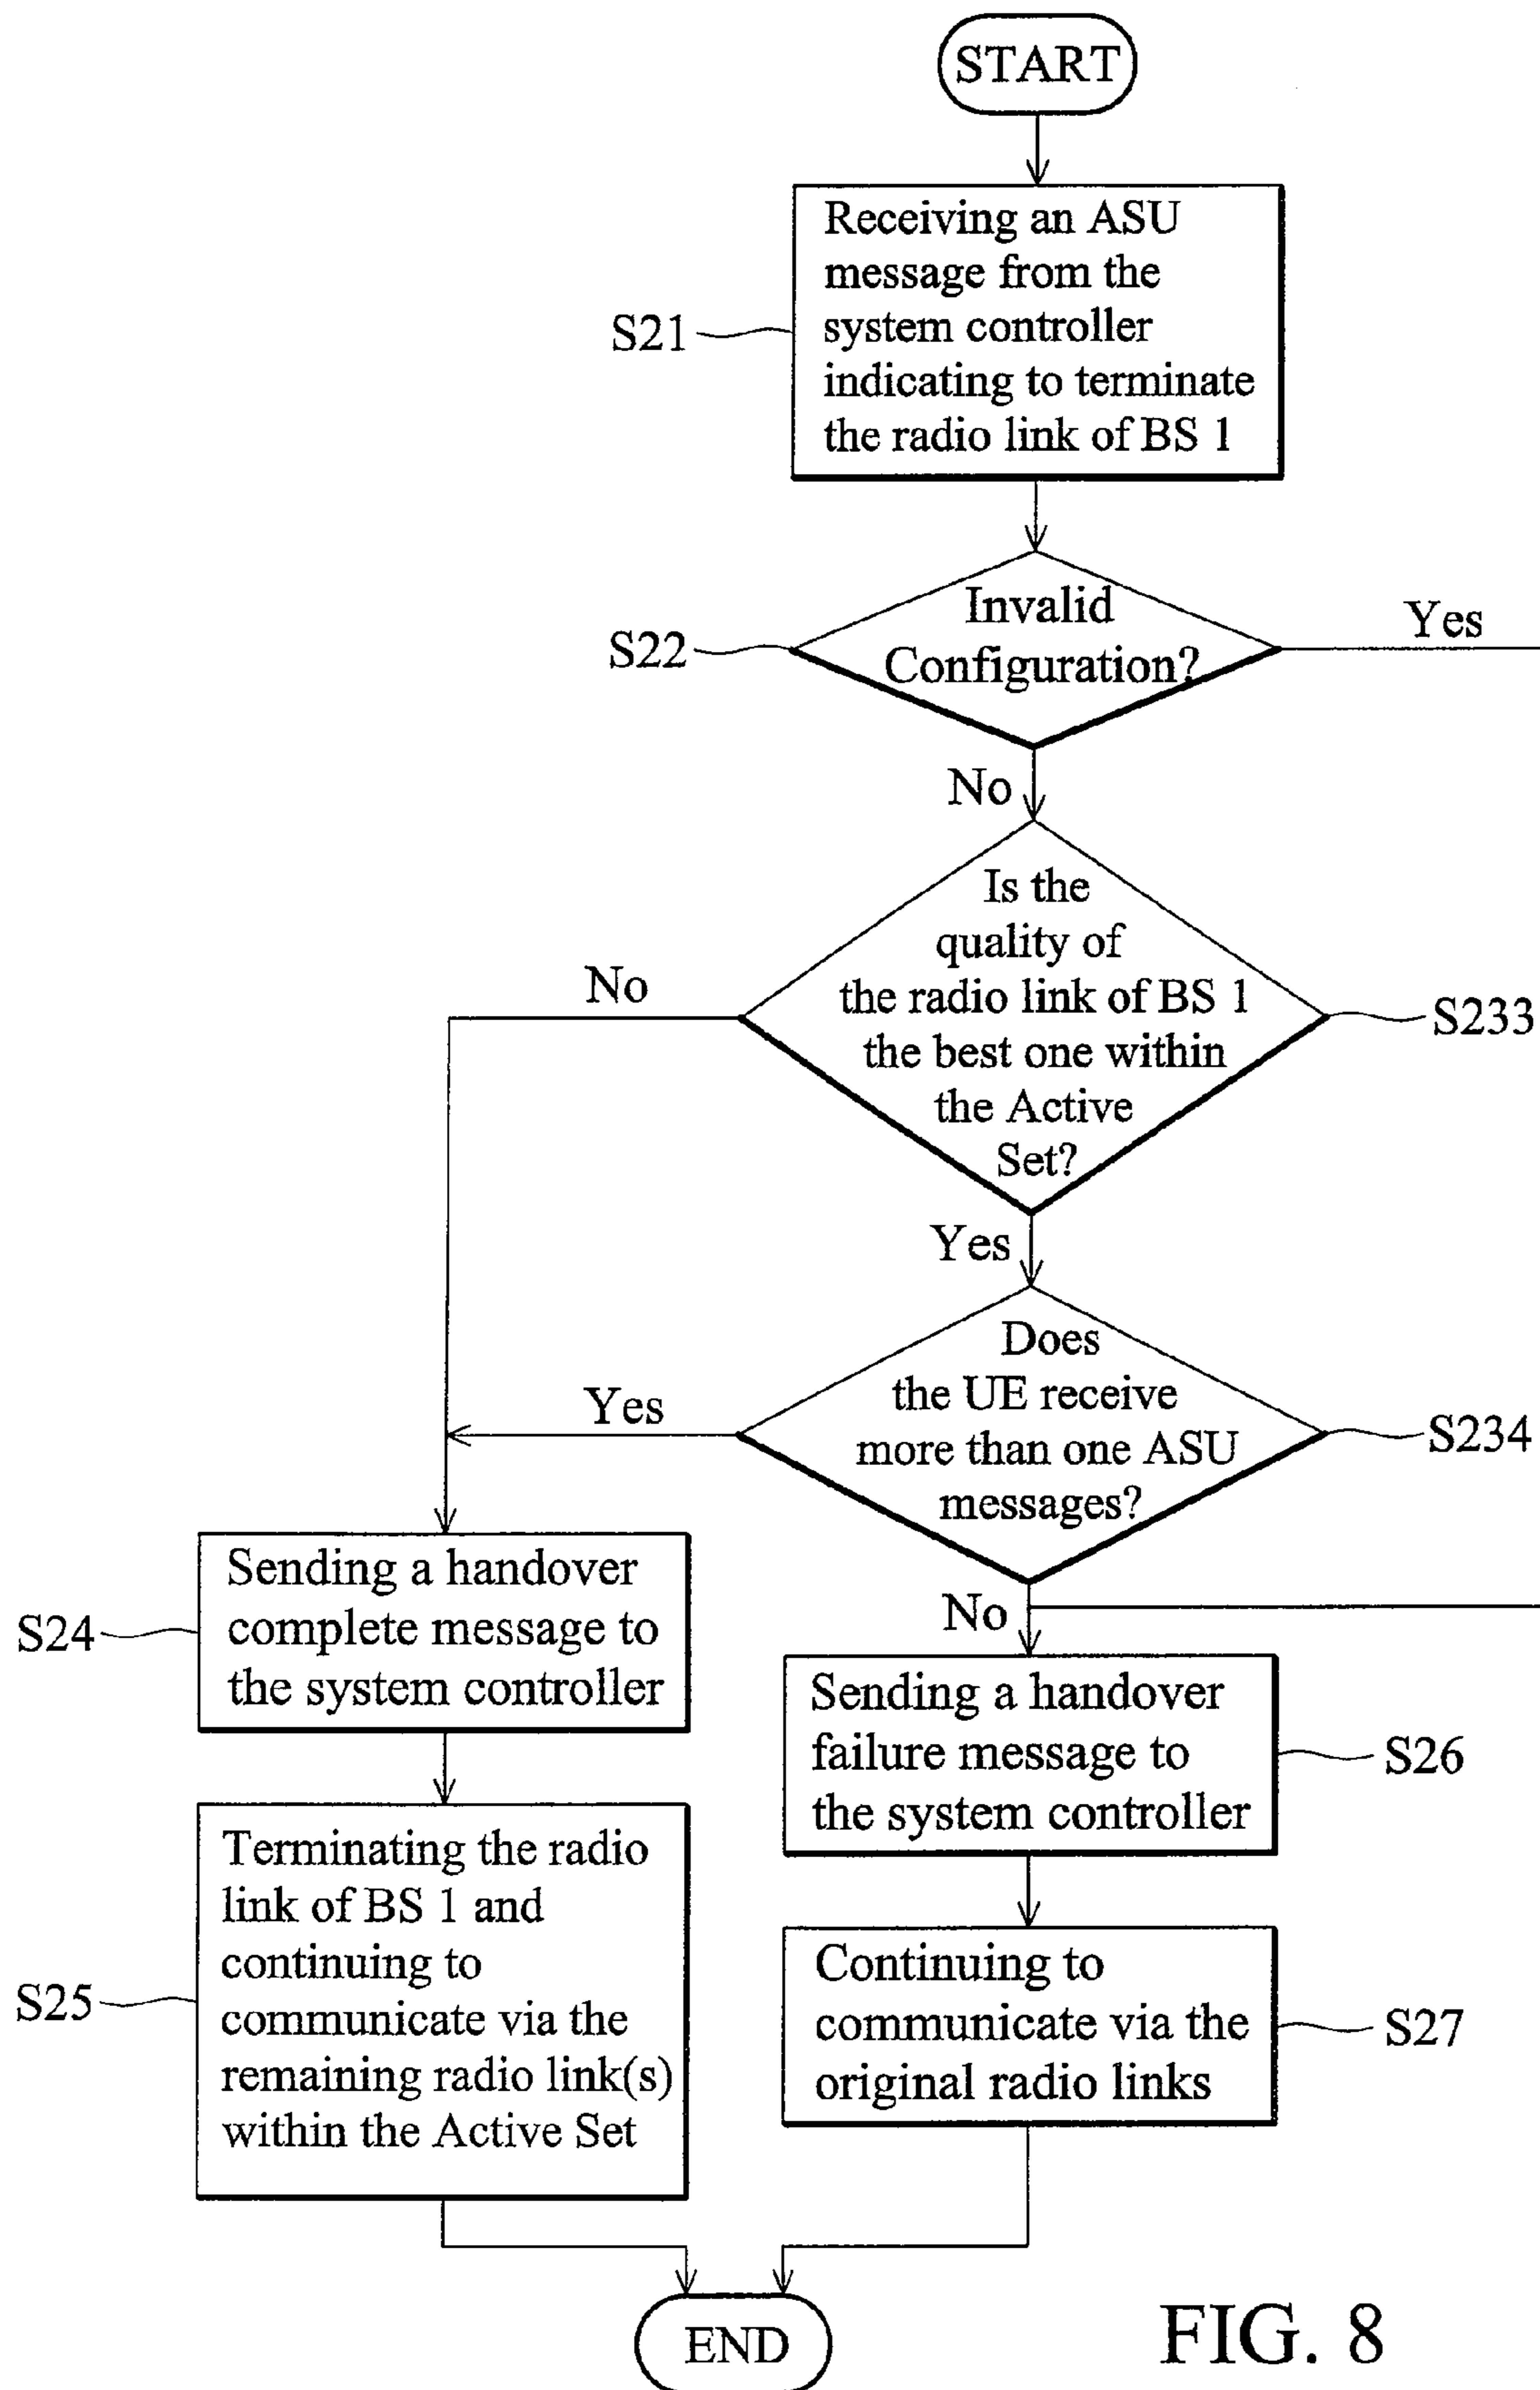 START
Receiving an ASU
message from the
system controller
indicating to terminate
the radio link of BS 1
S21
Invalid
Configuration?
S22
Yes
No
Is the
quality of
the radio link of BS 1
the best one within
the Active
Set?
S233
No
Yes
Does
the UE receive
more than one ASU
messages?
S234
Yes
No
Sending a handover
complete message to
the system controller
S24
Sending a handover
failure message to
the system controller
S26
Terminating the radio
link of BS 1 and
continuing to
communicate via the
remaining radio link(s)
within the Active Set
S25
Continuing to
communicate via the
original radio links
S27
END
FIG. 8